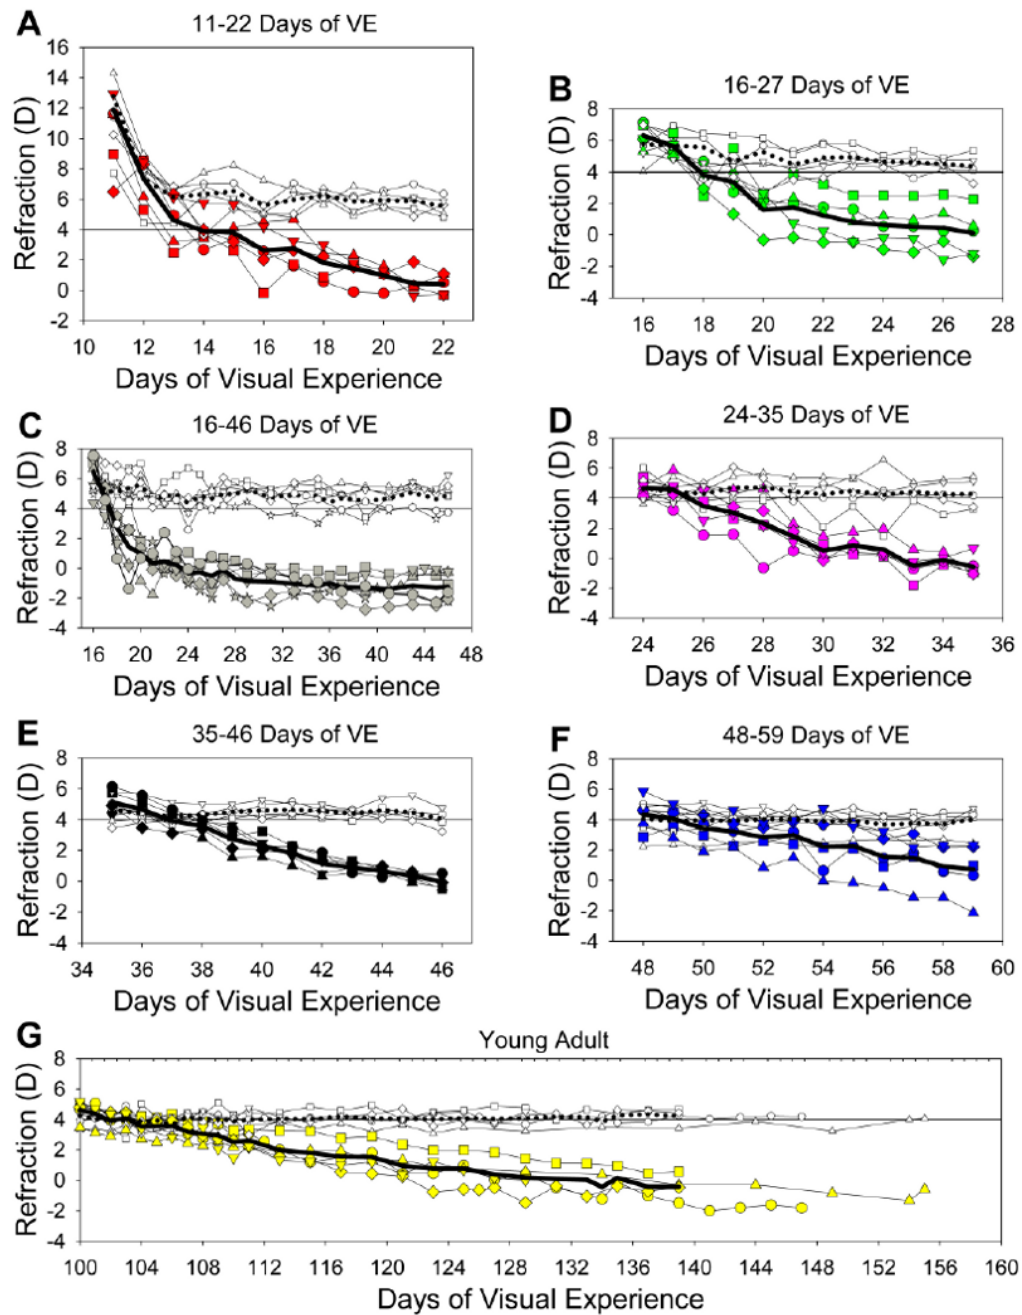 A
11-22 Days of VE
Refraction (D)
16
14
12
10
8
6
4
2
0
-2
10 12 14 16 18 20 22
Days of Visual Experience
B
16-27 Days of VE
Refraction (D)
8
6
4
2
0
-2
-4
16 18 20 22 24 26 28
Days of Visual Experience
C
16-46 Days of VE
Refraction (D)
8
6
4
2
0
-2
-4
16 20 24 28 32 36 40 44 48
Days of Visual Experience
D
24-35 Days of VE
Refraction (D)
8
6
4
2
0
-2
-4
24 26 28 30 32 34 36
Days of Visual Experience
E
35-46 Days of VE
Refraction (D)
8
6
4
2
0
-2
-4
34 36 38 40 42 44 46
Days of Visual Experience
F
48-59 Days of VE
Refraction (D)
8
6
4
2
0
-2
-4
48 50 52 54 56 58 60
Days of Visual Experience
G
Young Adult
Refraction (D)
8
6
4
2
0
-2
-4
100 104 108 112 116 120 124 128 132 136 140 144 148 152 156 160
Days of Visual Experience